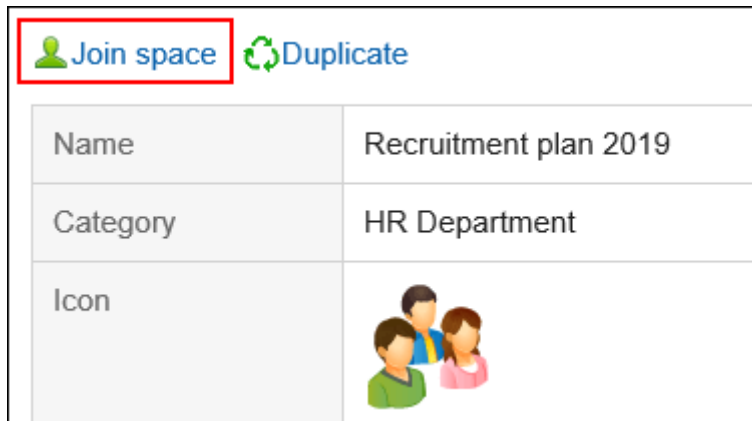 Join space Duplicate
Name Recruitment plan 2019
Category HR Department
Icon